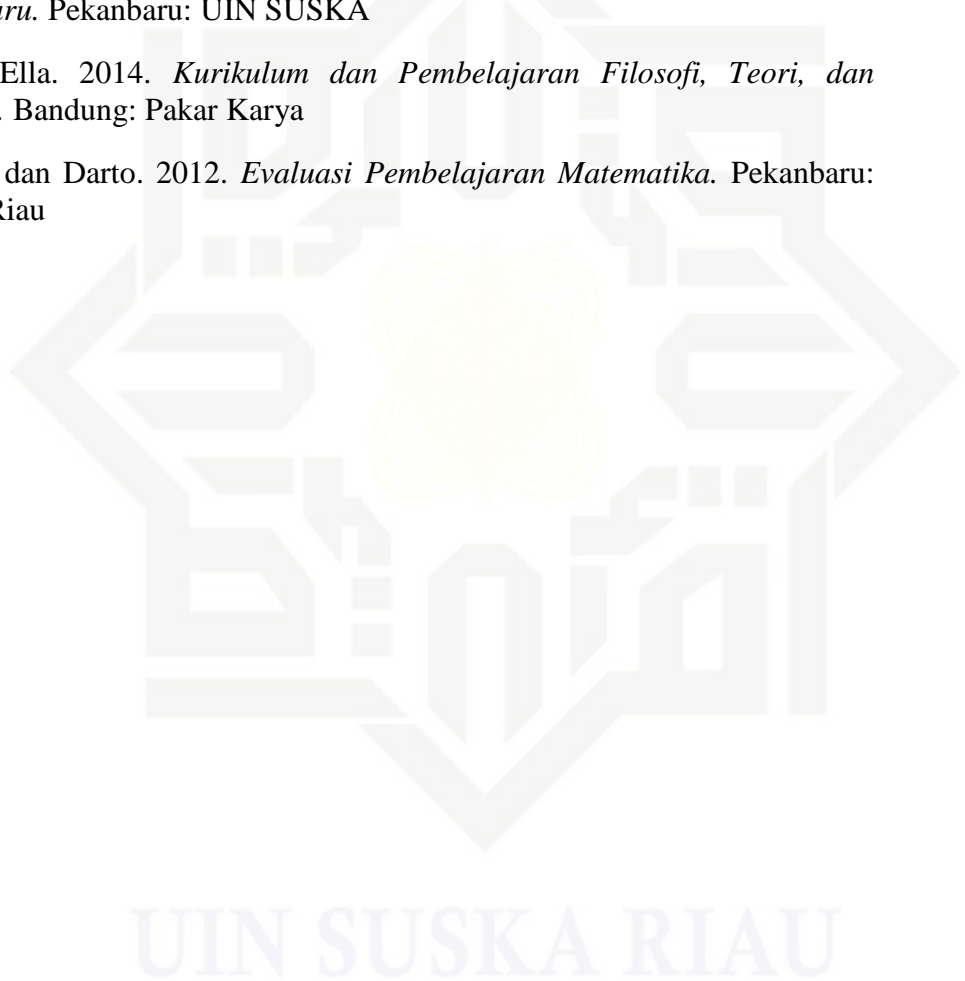 aru. Pekanbaru: UIN SUSKA
Ella. 2014. Kurikulum dan Pembelajaran Filosofi, Teori, dan
. Bandung: Pakar Karya
dan Darto. 2012. Evaluasi Pembelajaran Matematika. Pekanbaru:
Riau
UIN SUSKA RIAU